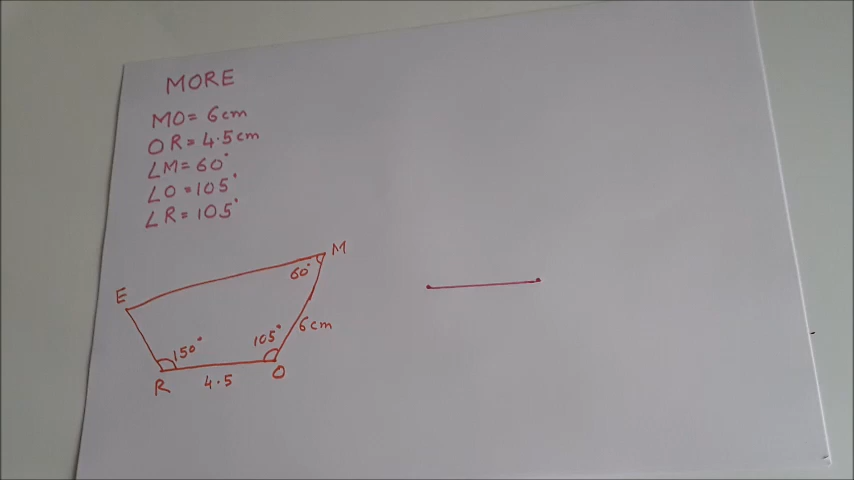 MORE
MO = 6cm
OR = 4.5cm
∠M = 60°
∠O = 105°
∠R = 105°
M
60°
E
6cm
105°
150°
R
4.5
O